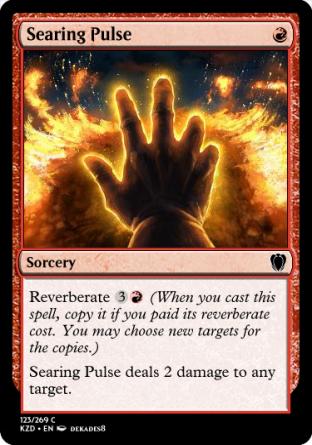 Searing Pulse
Sorcery
Reverberate 3 (When you cast this
spell, copy it if you paid its reverberate
cost. You may choose new targets for
the copies.)
Searing Pulse deals 2 damage to any
target.
123/269 C
KZD • EN DEKADES8